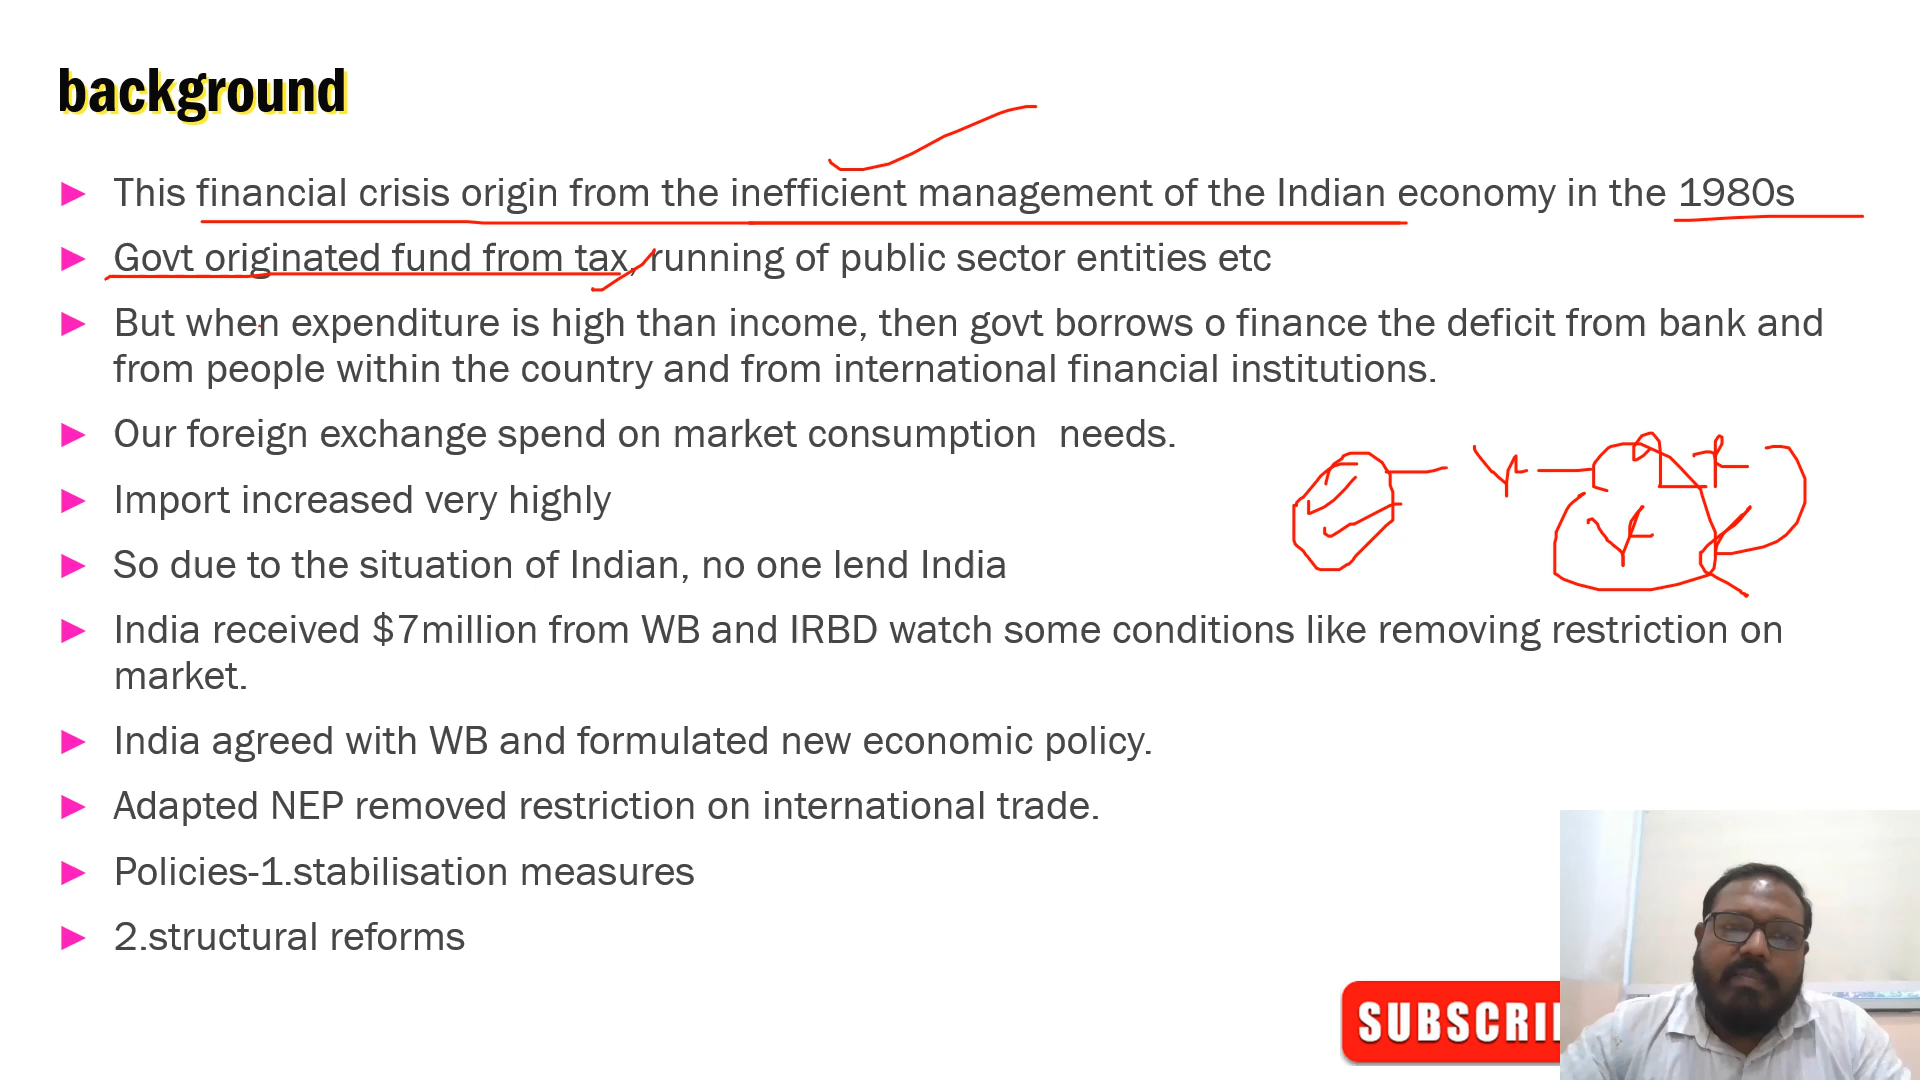 background
This financial crisis origin from the inefficient management of the Indian economy in the 1980s
Govt originated fund from tax, running of public sector entities etc
But when expenditure is high than income, then govt borrows o finance the deficit from bank and
from people within the country and from international financial institutions.
Our foreign exchange spend on market consumption needs.
Import increased very highly
So due to the situation of Indian, no one lend India
India received $7million from WB and IRBD watch some conditions like removing restriction on
market.
India agreed with WB and formulated new economic policy.
Adapted NEP removed restriction on international trade.
Policies-1.stabilisation measures
2.structural reforms